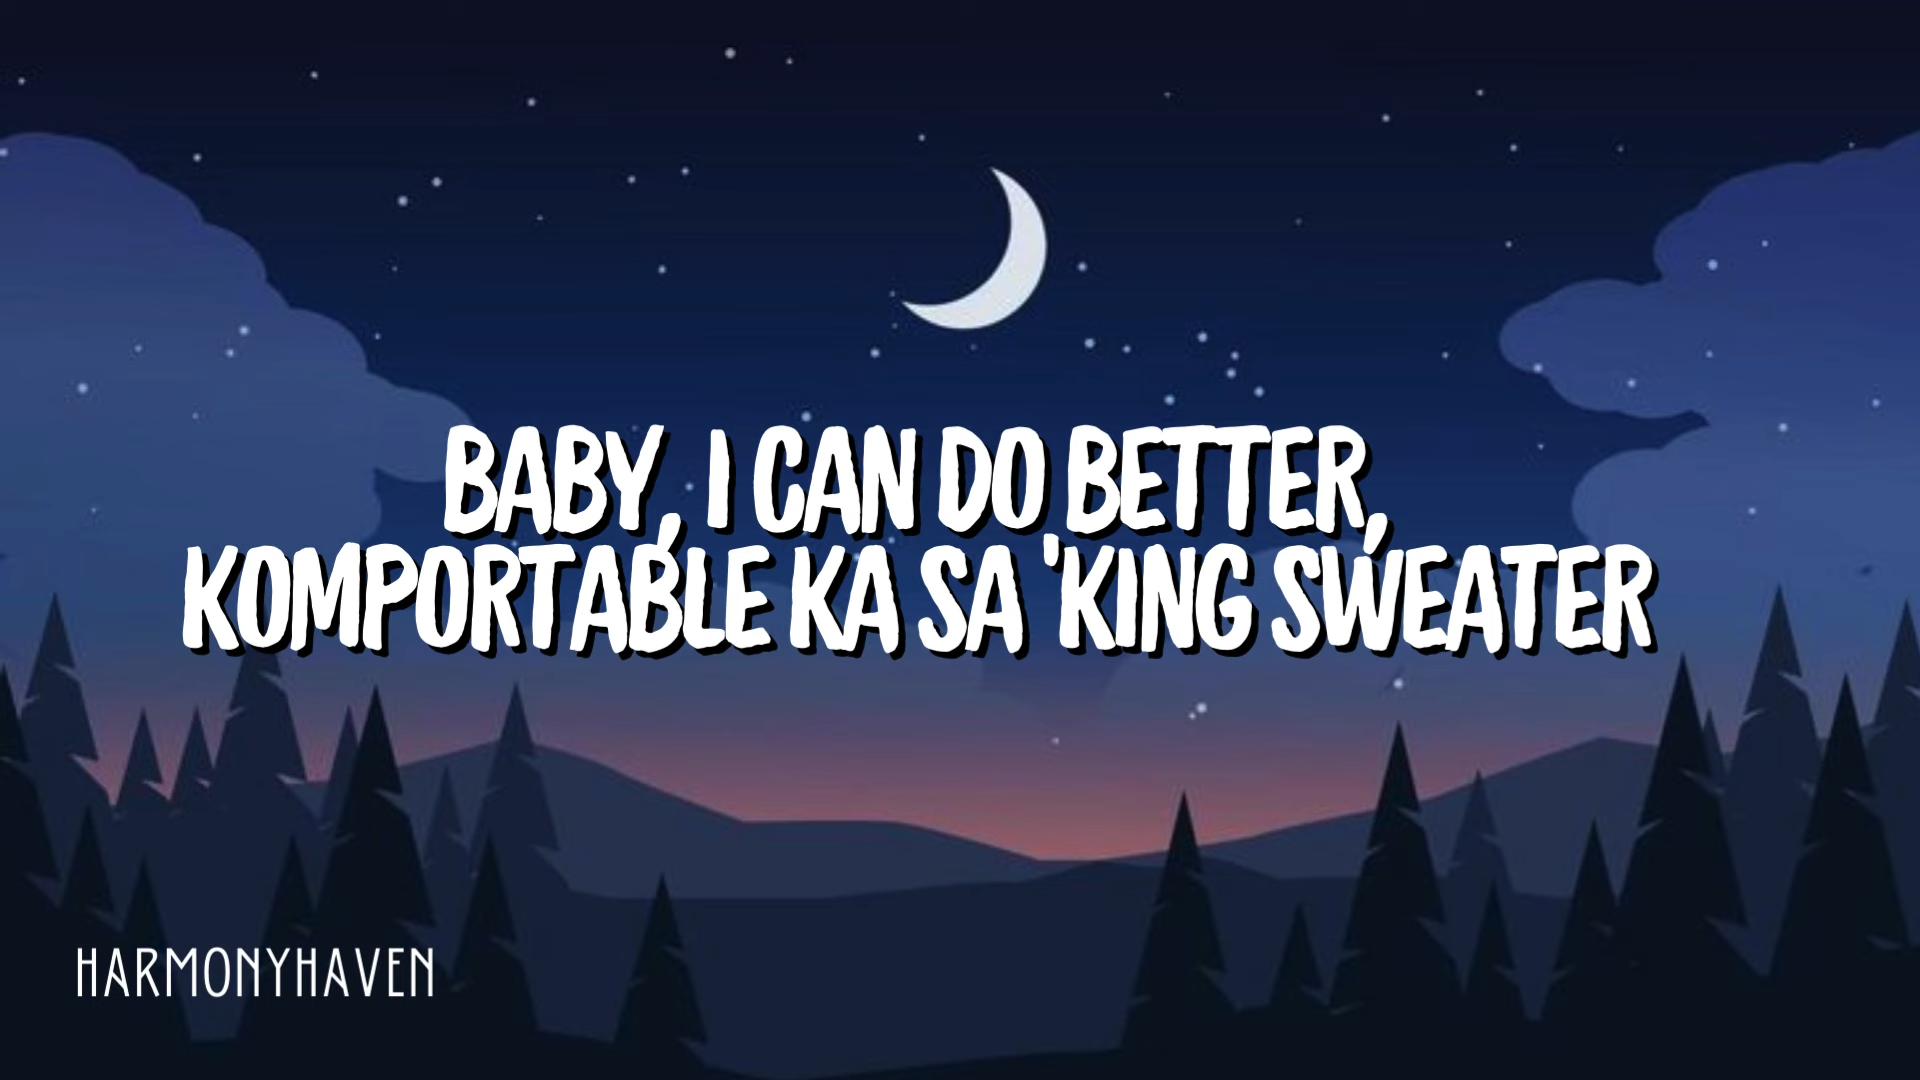 BABY, I CAN DO BETTER,
KOMPORTABLE KA SA 'KING SWEATER
HARMONYHAVEN